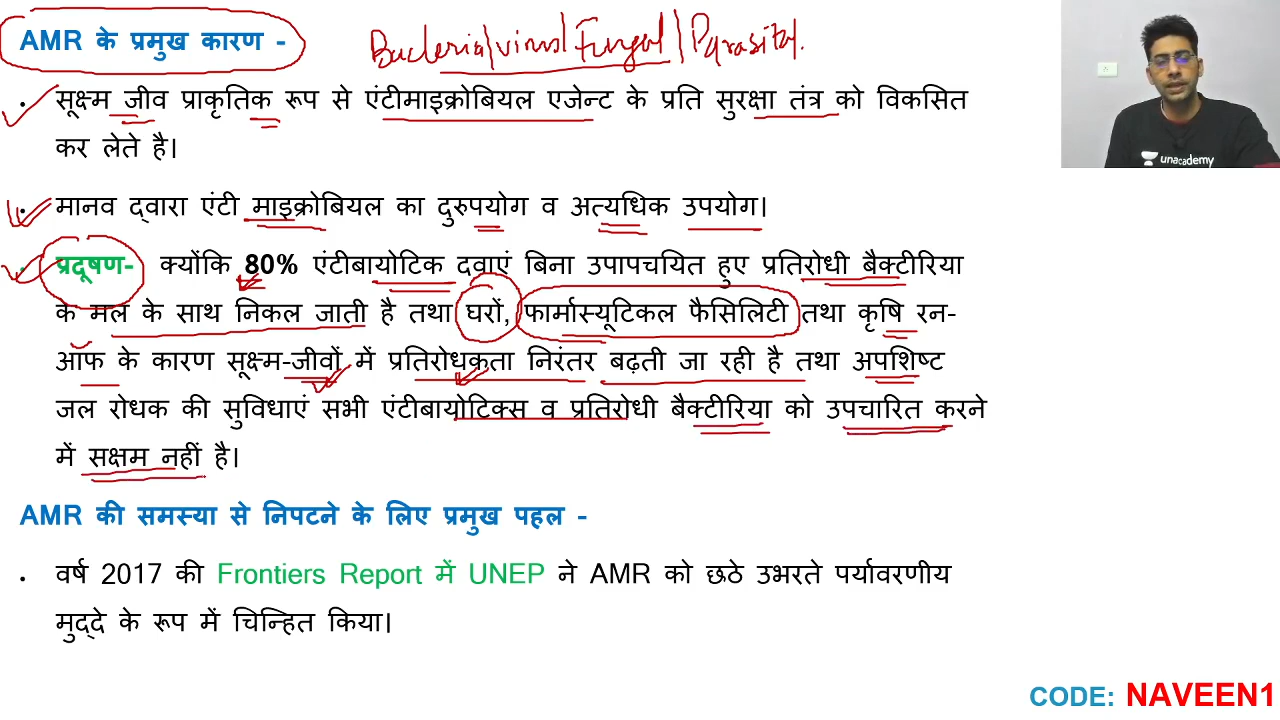 AMR के प्रमुख कारण -
Bacteria/virus/Fungal/Parasital.
• सूक्ष्म जीव प्राकृतिक रूप से एंटीमाइक्रोबियल एजेन्ट के प्रति सुरक्षा तंत्र को विकसित
कर लेते है।
• मानव द्वारा एंटी माइक्रोबियल का दुरुपयोग व अत्यधिक उपयोग।
• प्रदूषण- क्योंकि 80% एंटीबायोटिक दवाएं बिना उपापचयित हुए प्रतिरोधी बैक्टीरिया
के मल के साथ निकल जाती है तथा घरों, फार्मास्यूटिकल फैसिलिटी तथा कृषि रन-
ऑफ के कारण सूक्ष्म-जीवों में प्रतिरोधकता निरंतर बढ़ती जा रही है तथा अपशिष्ट
जल रोधक की सुविधाएं सभी एंटीबायोटिक्स व प्रतिरोधी बैक्टीरिया को उपचारित करने
में सक्षम नहीं है।
AMR की समस्या से निपटने के लिए प्रमुख पहल -
• वर्ष 2017 की Frontiers Report में UNEP ने AMR को छठे उभरते पर्यावरणीय
मुद्दे के रूप में चिन्हित किया।
unacademy
CODE: NAVEEN1